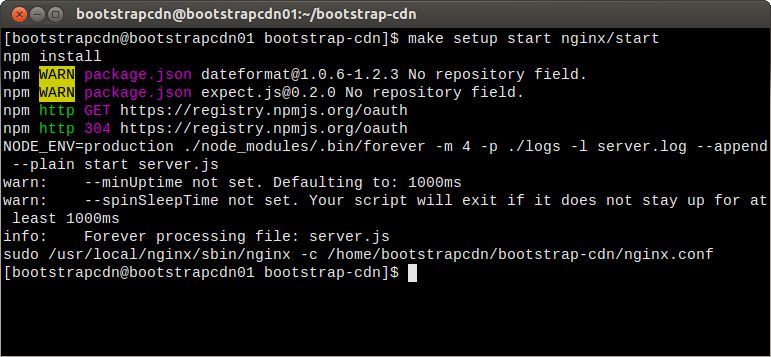 bootstrapcdn@bootstrapcdn01:~/bootstrap-cdn
[bootstrapcdn@bootstrapcdn01 bootstrap-cdn]$ make setup start nginx/start
npm install
npm WARN package.json dateformat@1.0.6-1.2.3 No repository field.
npm WARN package.json expect.js@0.2.0 No repository field.
npm http GET https://registry.npmjs.org/oauth
npm http 304 https://registry.npmjs.org/oauth
NODE_ENV=production ./node_modules/.bin/forever -m 4 -p ./logs -l server.log --append
 --plain start server.js
warn:    --minUptime not set. Defaulting to: 1000ms
warn:    --spinSleepTime not set. Your script will exit if it does not stay up for at
 least 1000ms
info:    Forever processing file: server.js
sudo /usr/local/nginx/sbin/nginx -c /home/bootstrapcdn/bootstrap-cdn/nginx.conf
[bootstrapcdn@bootstrapcdn01 bootstrap-cdn]$